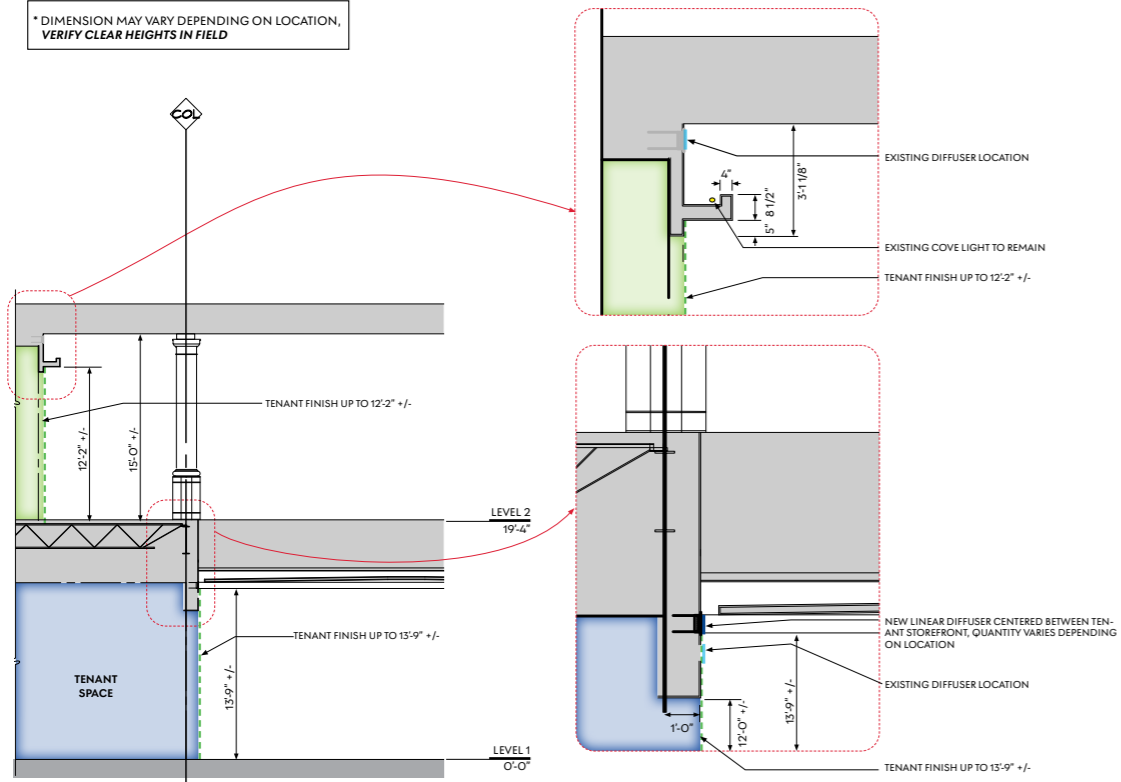 * DIMENSION MAY VARY DEPENDING ON LOCATION,
VERIFY CLEAR HEIGHTS IN FIELD
COL
TENANT FINISH UP TO 12'-2" +/-
12'-2" +/-
15'-0" +/-
LEVEL 2
19'-4"
TENANT FINISH UP TO 13'-9" +/-
TENANT
SPACE
13'-9" +/-
LEVEL 1
0'-0"
EXISTING DIFFUSER LOCATION
4"
3'-1 1/8"
8 1/2"
5"
EXISTING COVE LIGHT TO REMAIN
TENANT FINISH UP TO 12'-2" +/-
NEW LINEAR DIFFUSER CENTERED BETWEEN TEN-
ANT STOREFRONT, QUANTITY VARIES DEPENDING
ON LOCATION
EXISTING DIFFUSER LOCATION
13'-9" +/-
12'-0" +/-
1'-0"
TENANT FINISH UP TO 13'-9" +/-